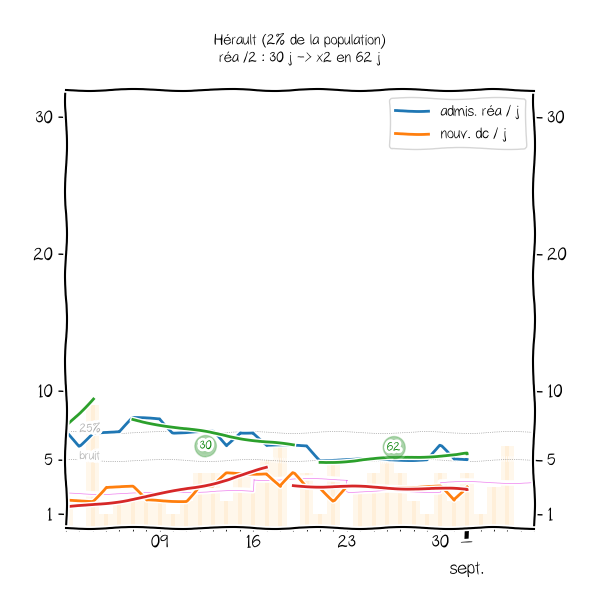 Hérault (2% de la population)
réa /2 : 30 j -> x2 en 62 j
admis. réa / j
nouv. dc / j
30
30
20
20
10
10
25%
30
62
bruit
5
5
1
1
09
16
23
30
sept.